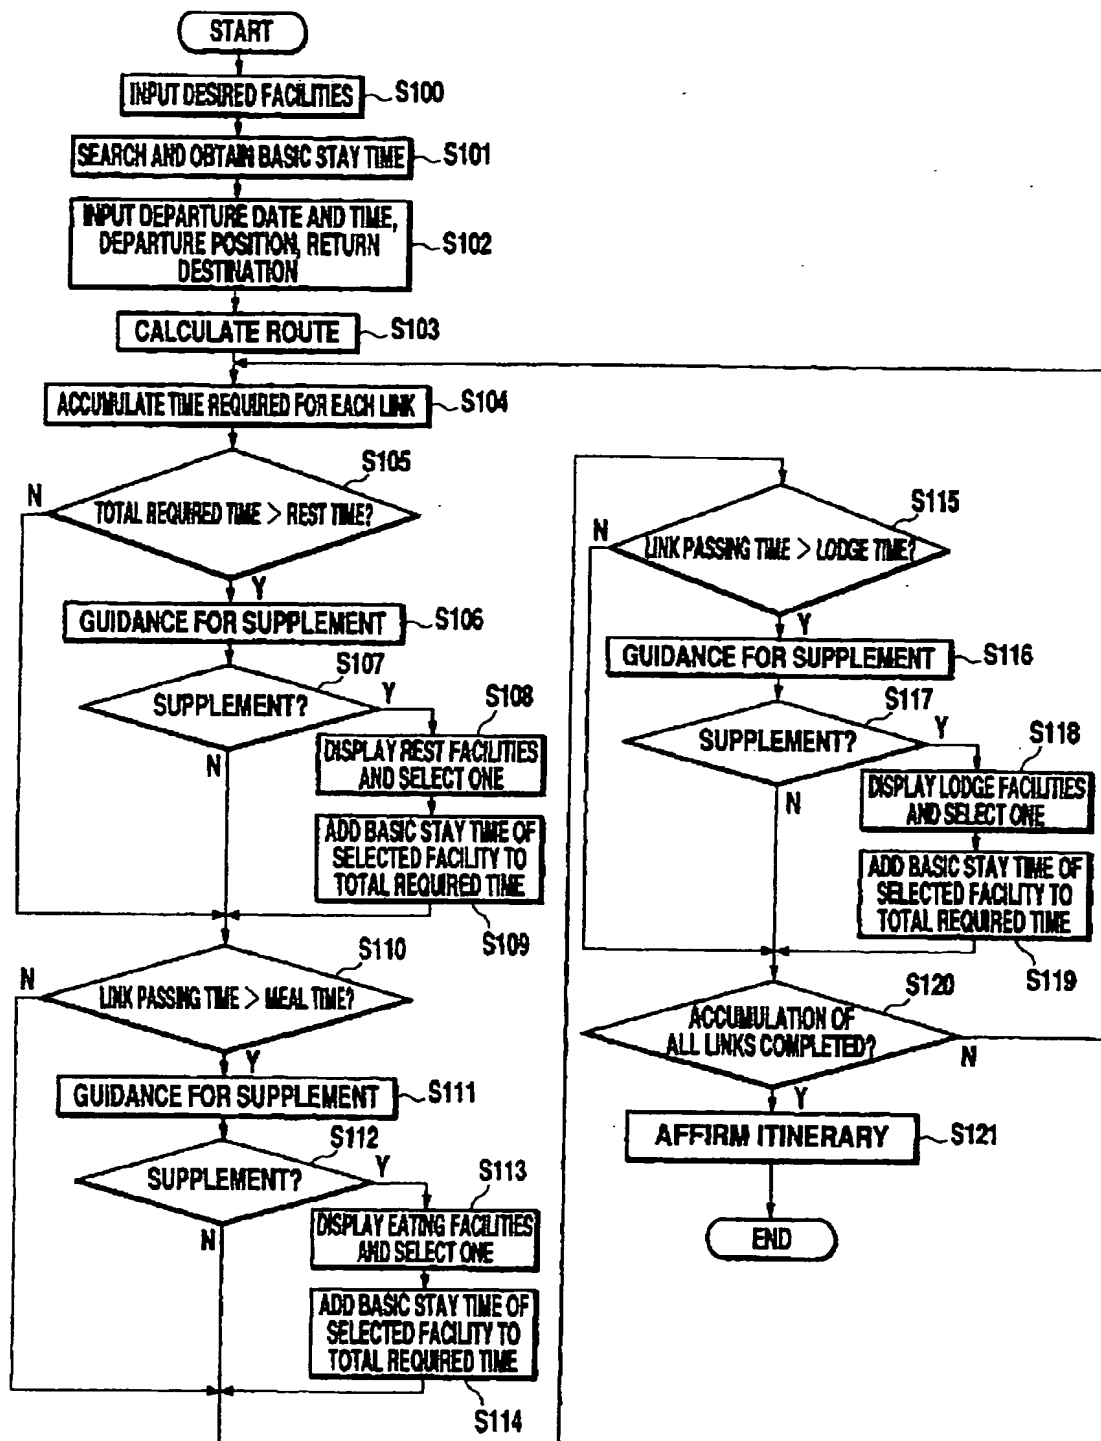 START
INPUT DESIRED FACILITIES
S100
SEARCH AND OBTAIN BASIC STAY TIME
S101
INPUT DEPARTURE DATE AND TIME,
DEPARTURE POSITION, RETURN
DESTINATION
S102
CALCULATE ROUTE
S103
ACCUMULATE TIME REQUIRED FOR EACH LINK
S104
S105
N
TOTAL REQUIRED TIME > REST TIME?
Y
GUIDANCE FOR SUPPLEMENT
S106
S107
SUPPLEMENT?
Y
N
S108
DISPLAY REST FACILITIES
AND SELECT ONE
ADD BASIC STAY TIME OF
SELECTED FACILITY TO
TOTAL REQUIRED TIME
S109
S110
N
LINK PASSING TIME > MEAL TIME?
Y
GUIDANCE FOR SUPPLEMENT
S111
S112
SUPPLEMENT?
Y
N
S113
DISPLAY EATING FACILITIES
AND SELECT ONE
ADD BASIC STAY TIME OF
SELECTED FACILITY TO
TOTAL REQUIRED TIME
S114
S115
N
LINK PASSING TIME > LODGE TIME?
Y
GUIDANCE FOR SUPPLEMENT
S116
S117
SUPPLEMENT?
Y
N
S118
DISPLAY LODGE FACILITIES
AND SELECT ONE
ADD BASIC STAY TIME OF
SELECTED FACILITY TO
TOTAL REQUIRED TIME
S119
S120
ACCUMULATION OF
ALL LINKS COMPLETED?
N
Y
AFFIRM ITINERARY
S121
END